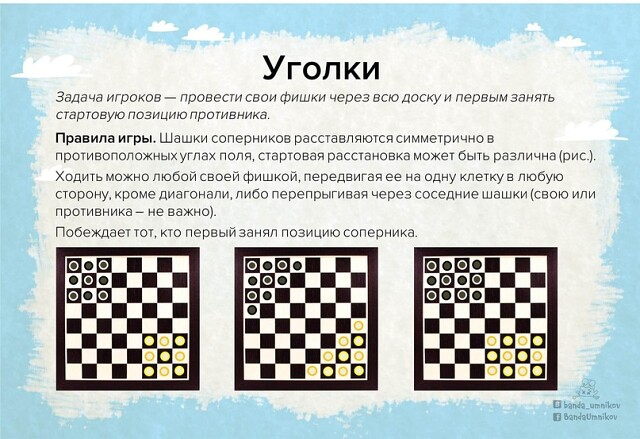 Уголки
Задача игроков — провести свои фишки через всю доску и первым занять
стартовую позицию противника.
Правила игры. Шашки соперников расставляются симметрично в
противоположных углах поля, стартовая расстановка может быть различна (рис.).
Ходить можно любой своей фишкой, передвигая ее на одну клетку в любую
сторону, кроме диагонали, либо перепрыгивая через соседние шашки (свою или
противника – не важно).
Побеждает тот, кто первый занял позицию соперника.
banda_umnikov
BandaUmnikov